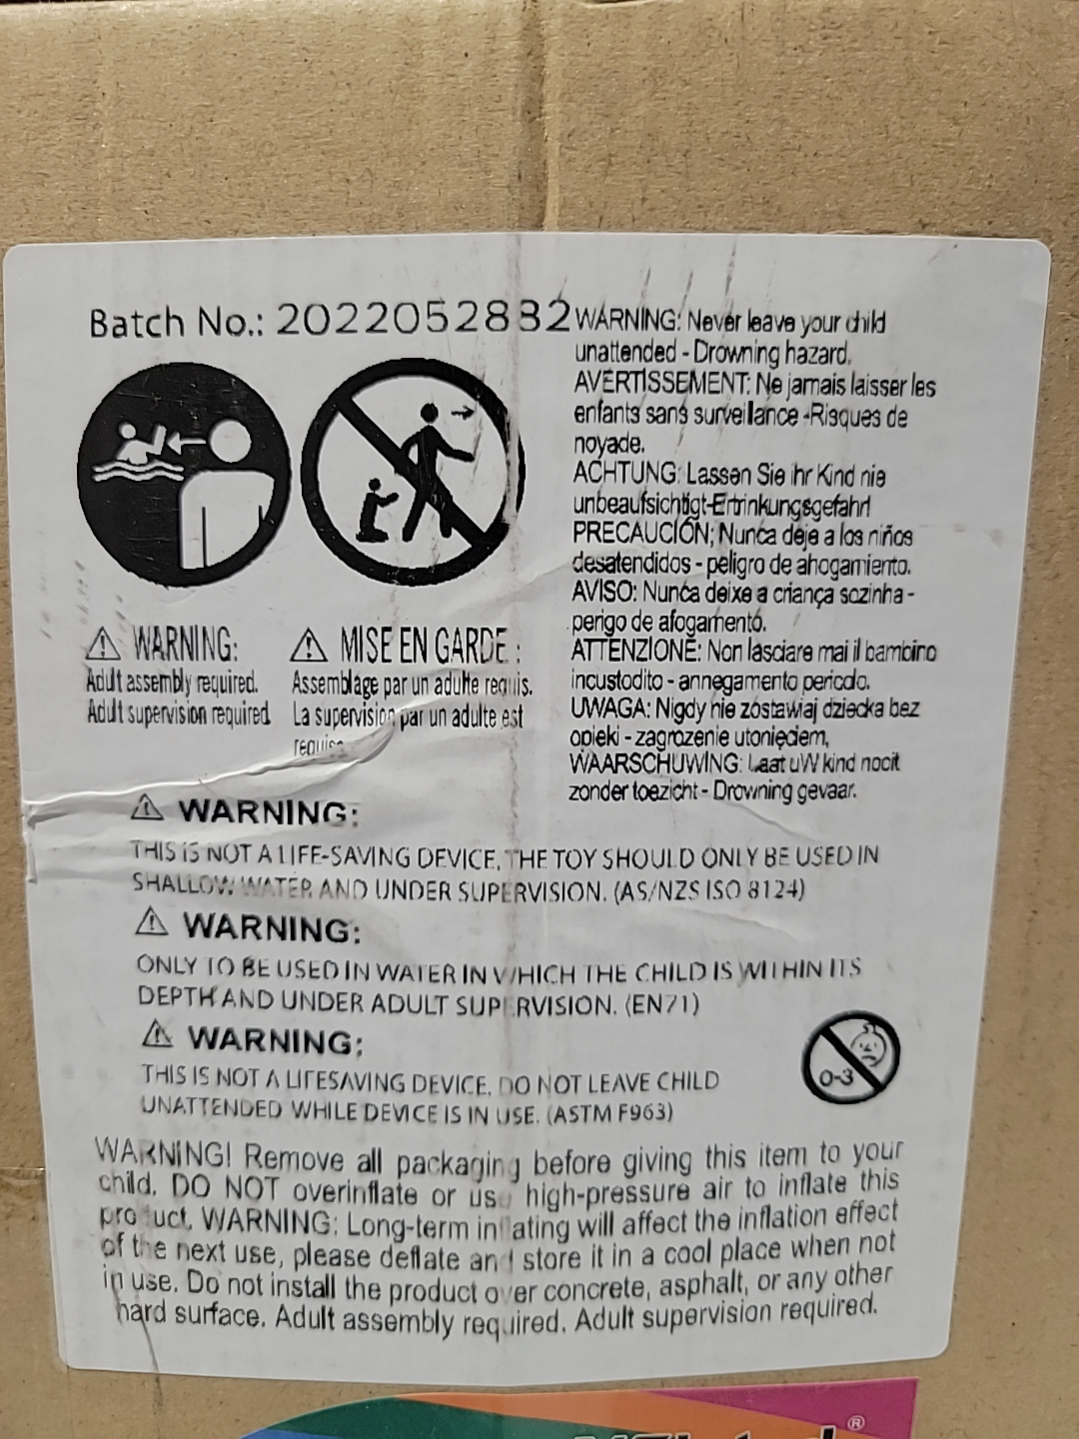 Batch No.: 2022052882
WARNING: Never leave your child
unattended - Drowning hazard.
AVERTISSEMENT: Ne jamais laisser les
enfants sans surveillance -Risques de
noyade.
ACHTUNG: Lassen Sie ihr Kind nie
unbeaufsichtigt-Ertrinkungsgefahr!
PRECAUCIÓN; Nunca deje a los niños
desatendidos - peligro de ahogamiento.
AVISO: Nunca deixe a criança sozinha -
perigo de afogamento.
ATTENZIONE: Non lasciare mai il bambino
incustodito - annegamento pericolo.
UWAGA: Nigdy nie zostawiaj dziecka bez
opieki - zagrożenie utonięciem,
WAARSCHUWING: Laat uW kind nooit
zonder toezicht - Drowning gevaar.
⚠ WARNING:
Adult assembly required.
Adult supervision required.
⚠ MISE EN GARDE :
Assemblage par un adulte requis.
La supervision par un adulte est
requise
⚠ WARNING:
THIS IS NOT A LIFE-SAVING DEVICE, THE TOY SHOULD ONLY BE USED IN
SHALLOW WATER AND UNDER SUPERVISION. (AS/NZS ISO 8124)
⚠ WARNING:
ONLY TO BE USED IN WATER IN WHICH THE CHILD IS WITHIN ITS
DEPTH AND UNDER ADULT SUPERVISION. (EN71)
⚠ WARNING:
THIS IS NOT A LIFESAVING DEVICE. DO NOT LEAVE CHILD
UNATTENDED WHILE DEVICE IS IN USE. (ASTM F963)
0-3
WARNING! Remove all packaging before giving this item to your
child. DO NOT overinflate or use high-pressure air to inflate this
product. WARNING: Long-term inflating will affect the inflation effect
of the next use, please deflate and store it in a cool place when not
in use. Do not install the product over concrete, asphalt, or any other
hard surface. Adult assembly required. Adult supervision required.
®